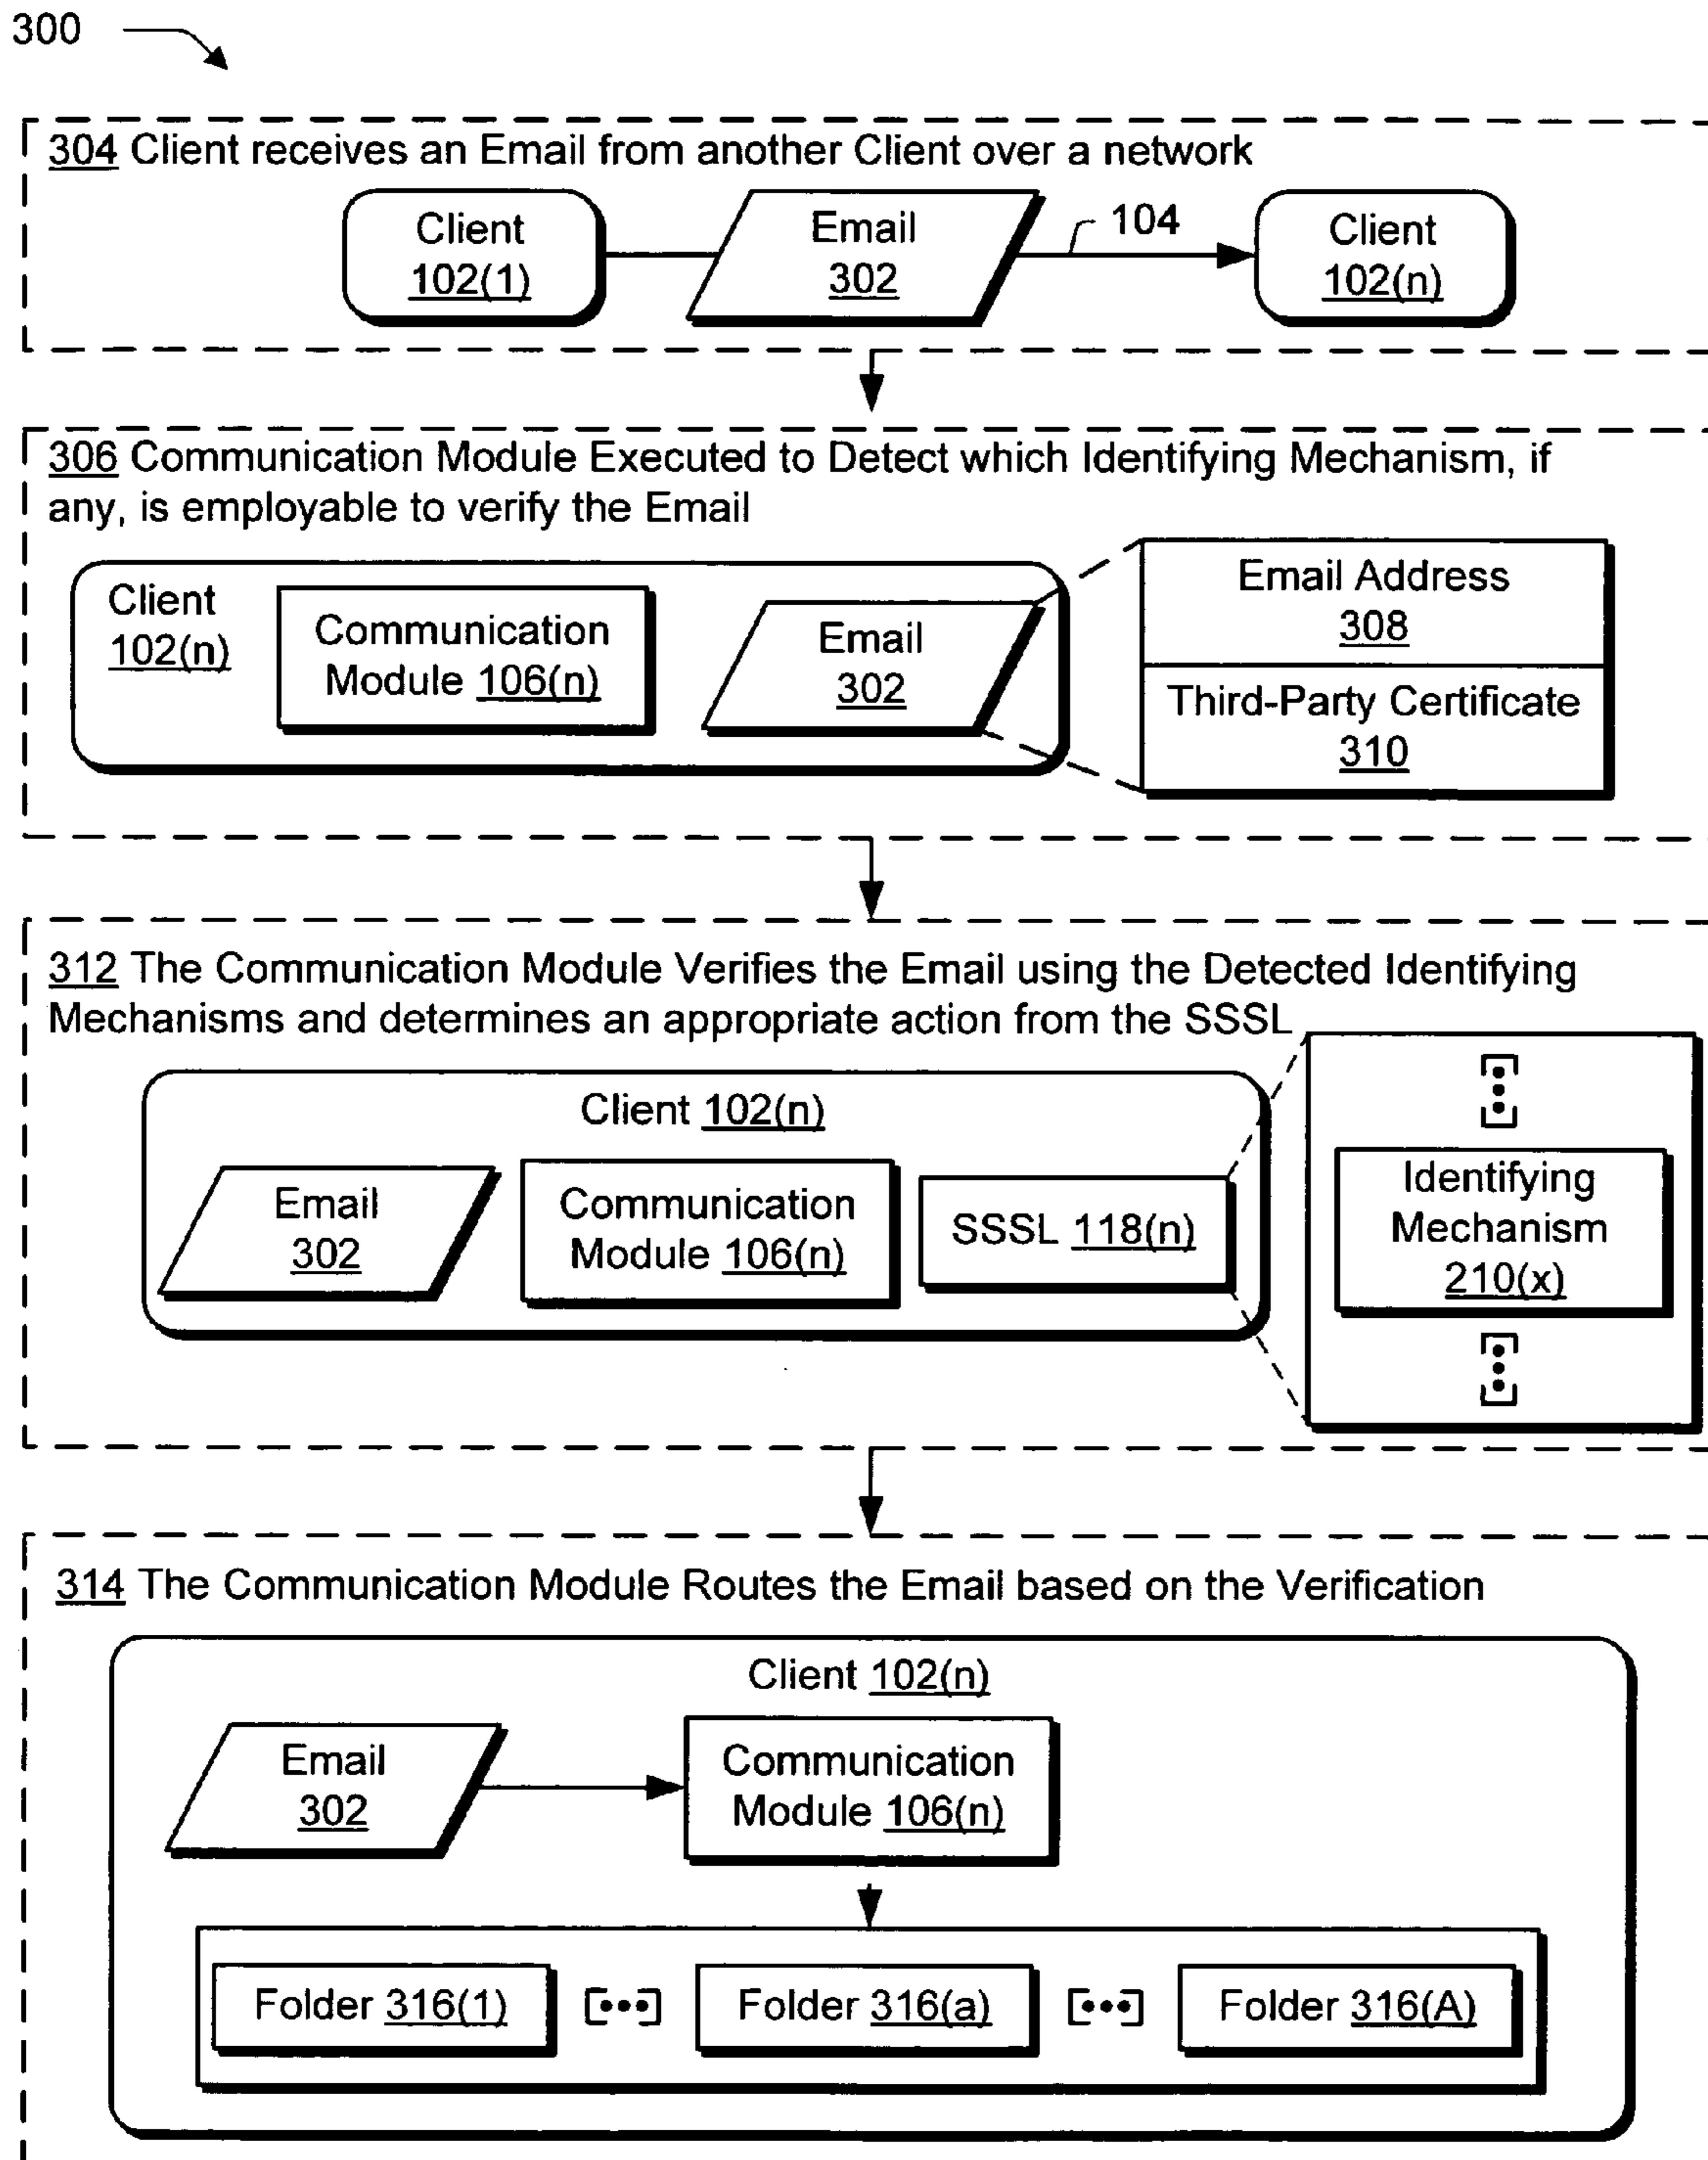 300
304 Client receives an Email from another Client over a network
Client
102(1)
Email
302
104
Client
102(n)
306 Communication Module Executed to Detect which Identifying Mechanism, if
any, is employable to verify the Email
Client
102(n)
Communication
Module 106(n)
Email
302
Email Address
308
Third-Party Certificate
310
312 The Communication Module Verifies the Email using the Detected Identifying
Mechanisms and determines an appropriate action from the SSSL
Client 102(n)
Email
302
Communication
Module 106(n)
SSSL 118(n)
Identifying
Mechanism
210(x)
314 The Communication Module Routes the Email based on the Verification
Client 102(n)
Email
302
Communication
Module 106(n)
Folder 316(1)
[•••]
Folder 316(a)
[•••]
Folder 316(A)